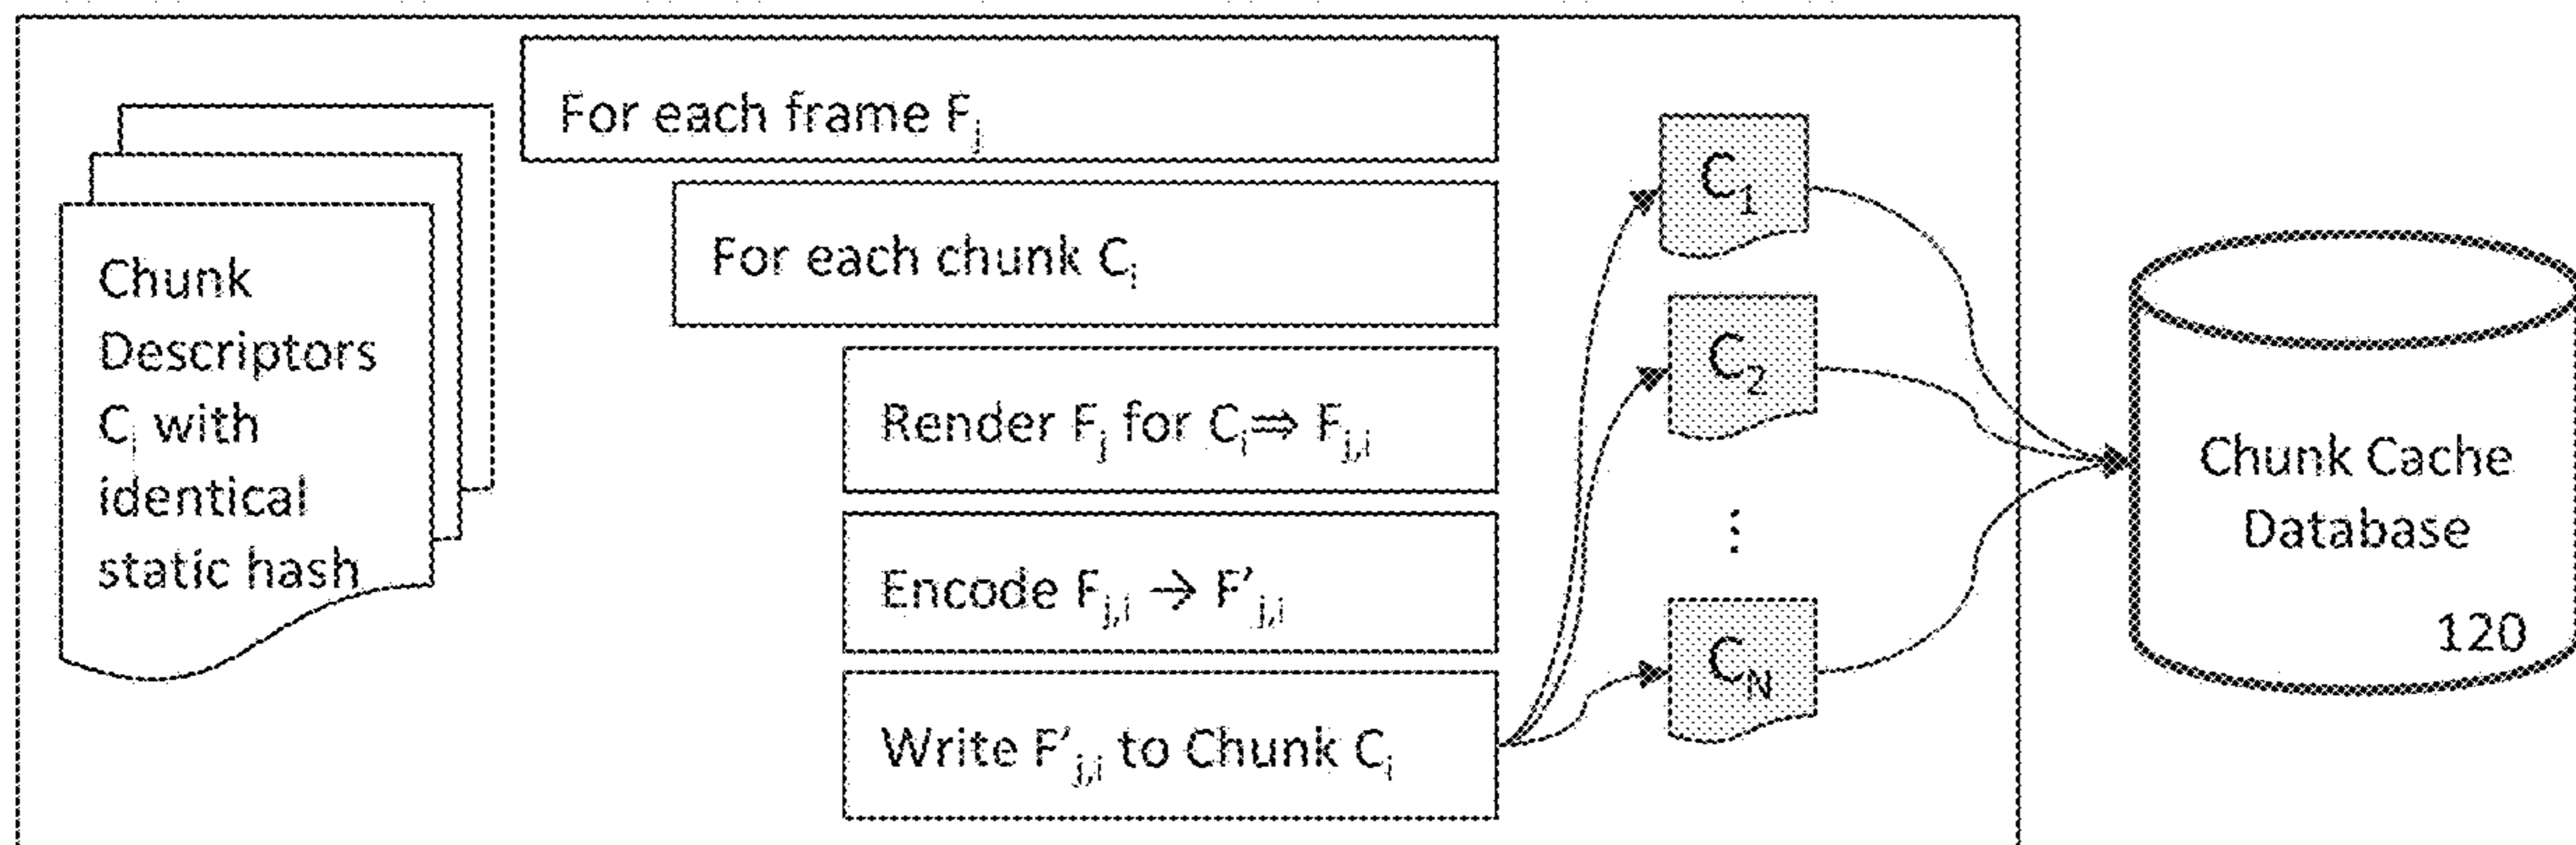 Chunk
Descriptors
Cᵢ with
identical
static hash
For each frame Fⱼ
For each chunk Cᵢ
Render Fⱼ for Cᵢ ⇒ Fⱼ,ᵢ
Encode Fⱼ,ᵢ → F'ⱼ,ᵢ
Write F'ⱼ,ᵢ to Chunk Cᵢ
C₁
C₂
⋮
C_N
Chunk Cache
Database
120